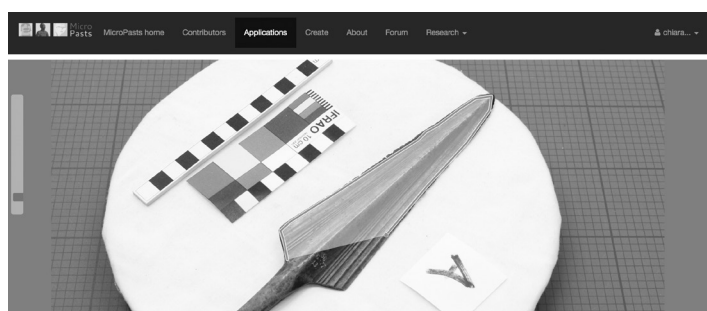 Micro
Pasts
MicroPasts home Contributors Applications Create About Forum Research chiara...
IFRAO
10 cm